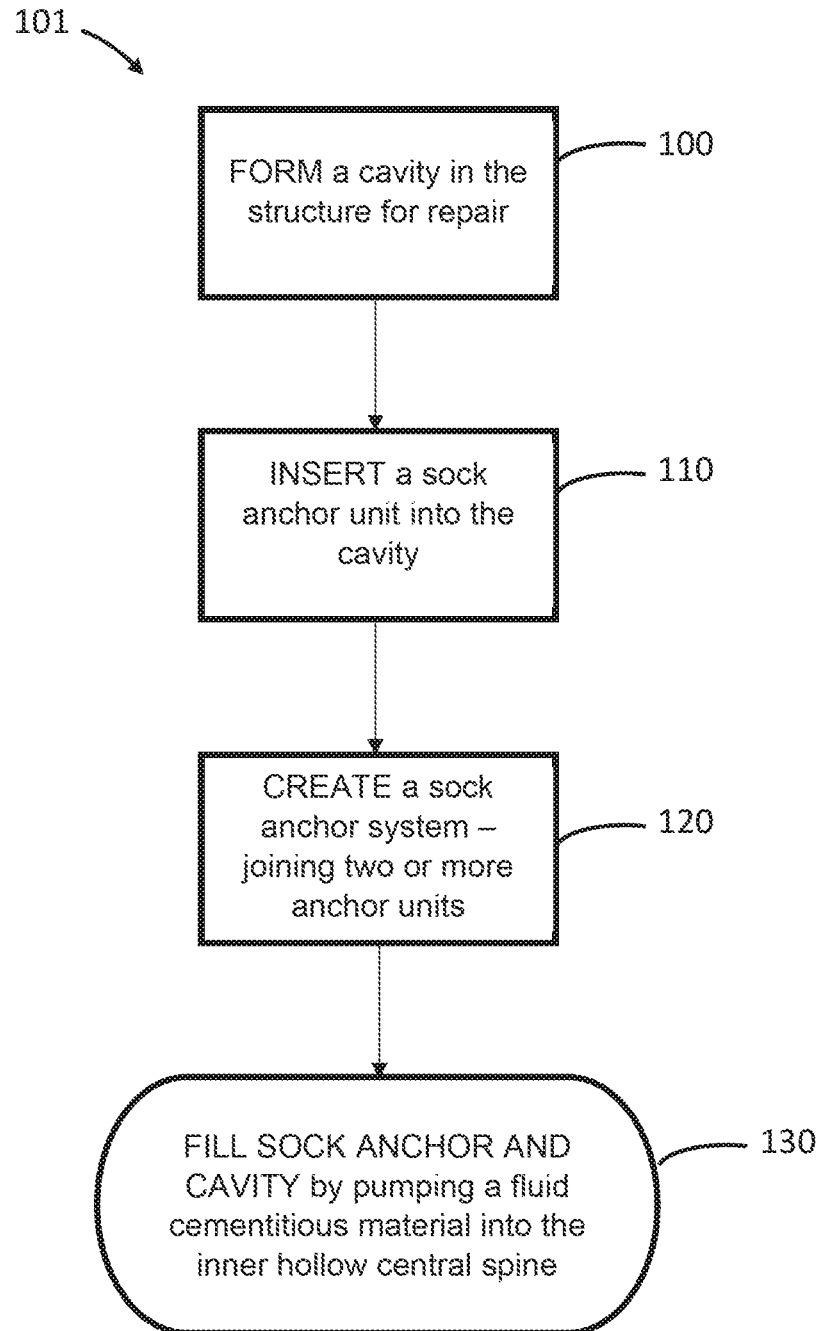 101
FORM a cavity in the
structure for repair
100
INSERT a sock
anchor unit into the
cavity
110
CREATE a sock
anchor system –
joining two or more
anchor units
120
FILL SOCK ANCHOR AND
CAVITY by pumping a fluid
cementitious material into the
inner hollow central spine
130